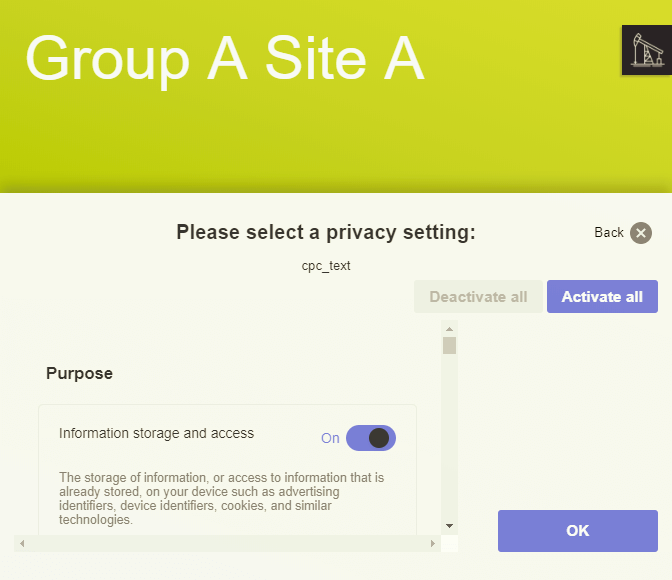 Group A Site A
Please select a privacy setting:
Back
cpc_text
Deactivate all
Activate all
Purpose
Information storage and access
On
The storage of information, or access to information that is
already stored, on your device such as advertising
identifiers, device identifiers, cookies, and similar
technologies.
OK